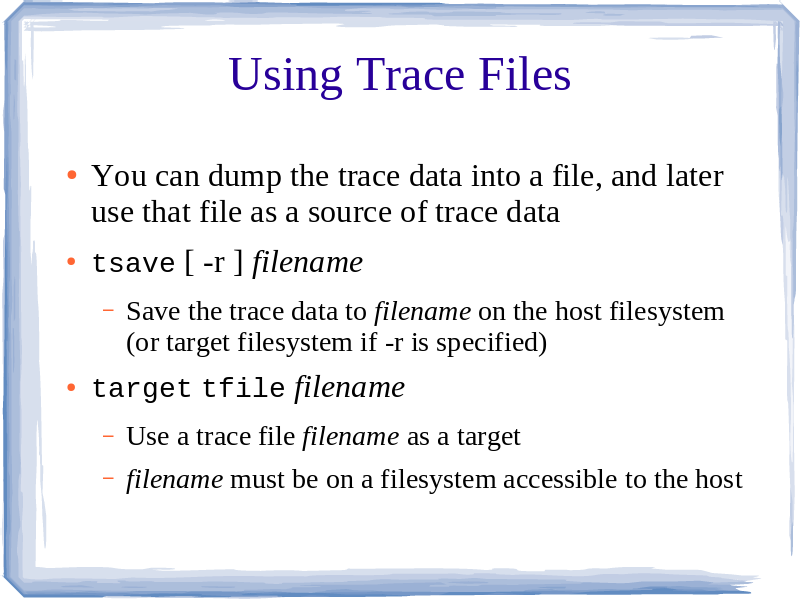 Using Trace Files
• You can dump the trace data into a file, and later
use that file as a source of trace data
• tsave [ -r ] filename
– Save the trace data to filename on the host filesystem
(or target filesystem if -r is specified)
• target tfile filename
– Use a trace file filename as a target
– filename must be on a filesystem accessible to the host